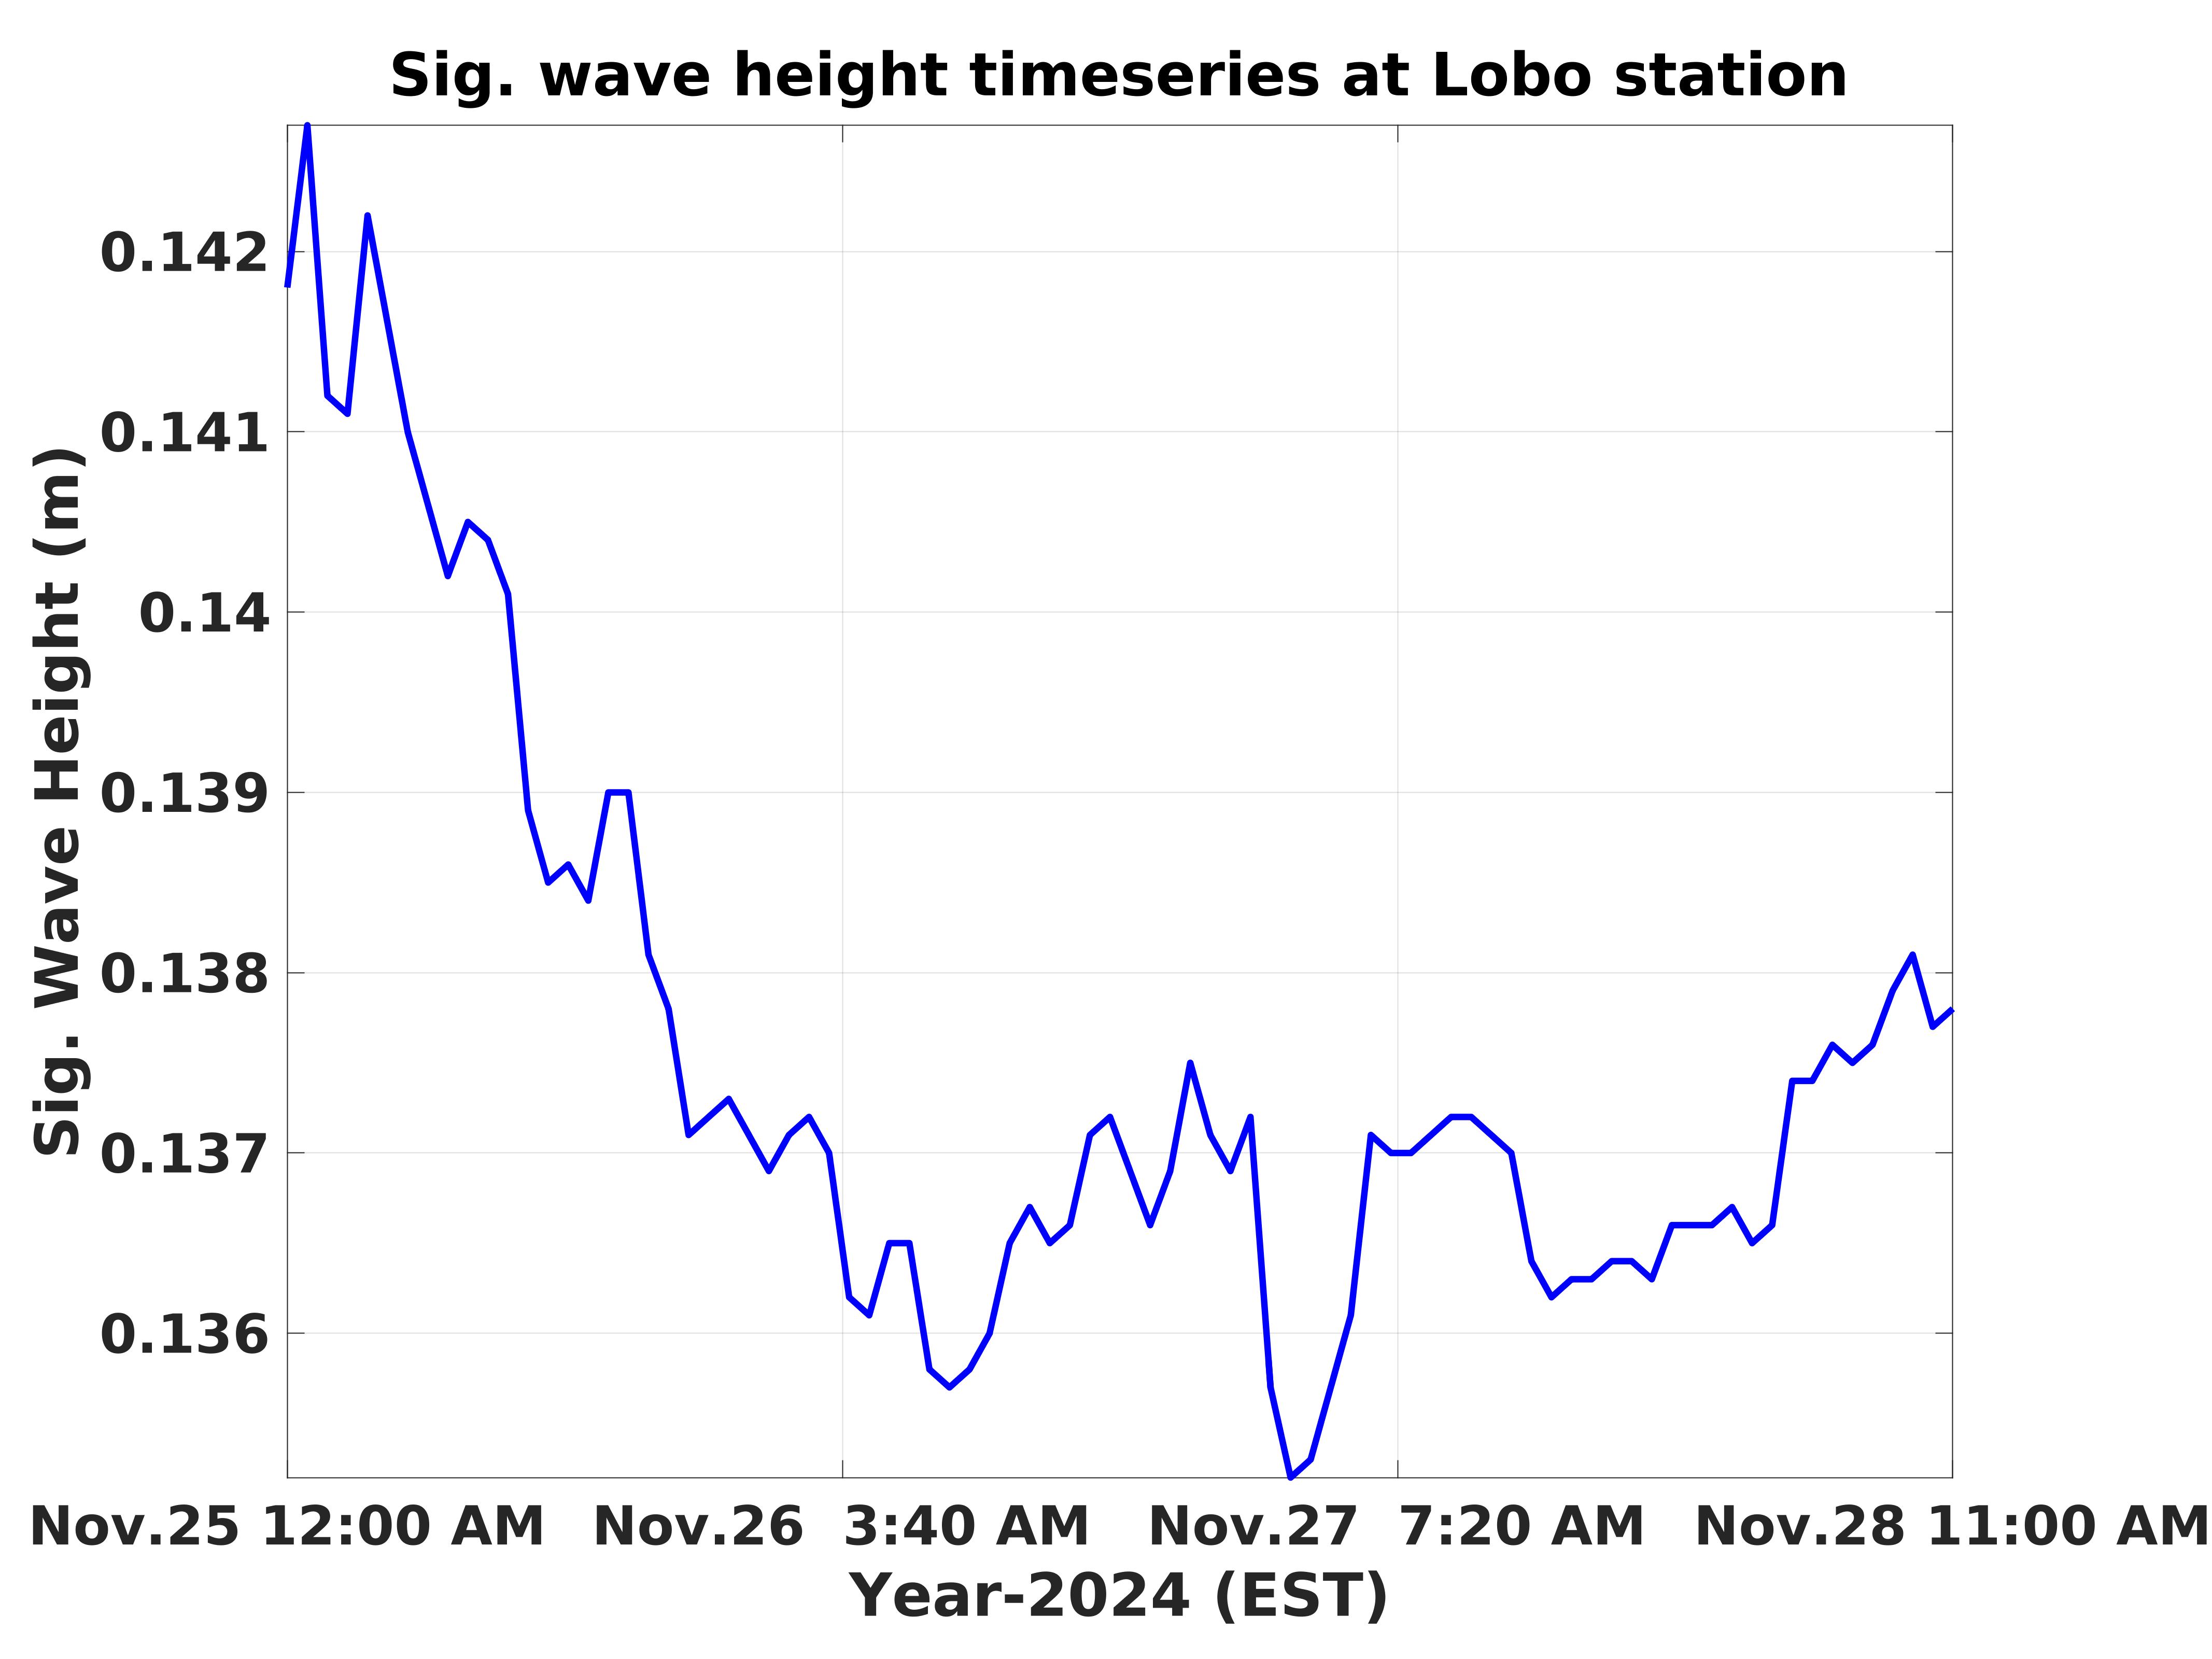 Sig. wave height timeseries at Lobo station
Sig. Wave Height (m)
0.142
0.141
0.14
0.139
0.138
0.137
0.136
Nov.25 12:00 AM Nov.26 3:40 AM Nov.27 7:20 AM Nov.28 11:00 AM
Year-2024 (EST)